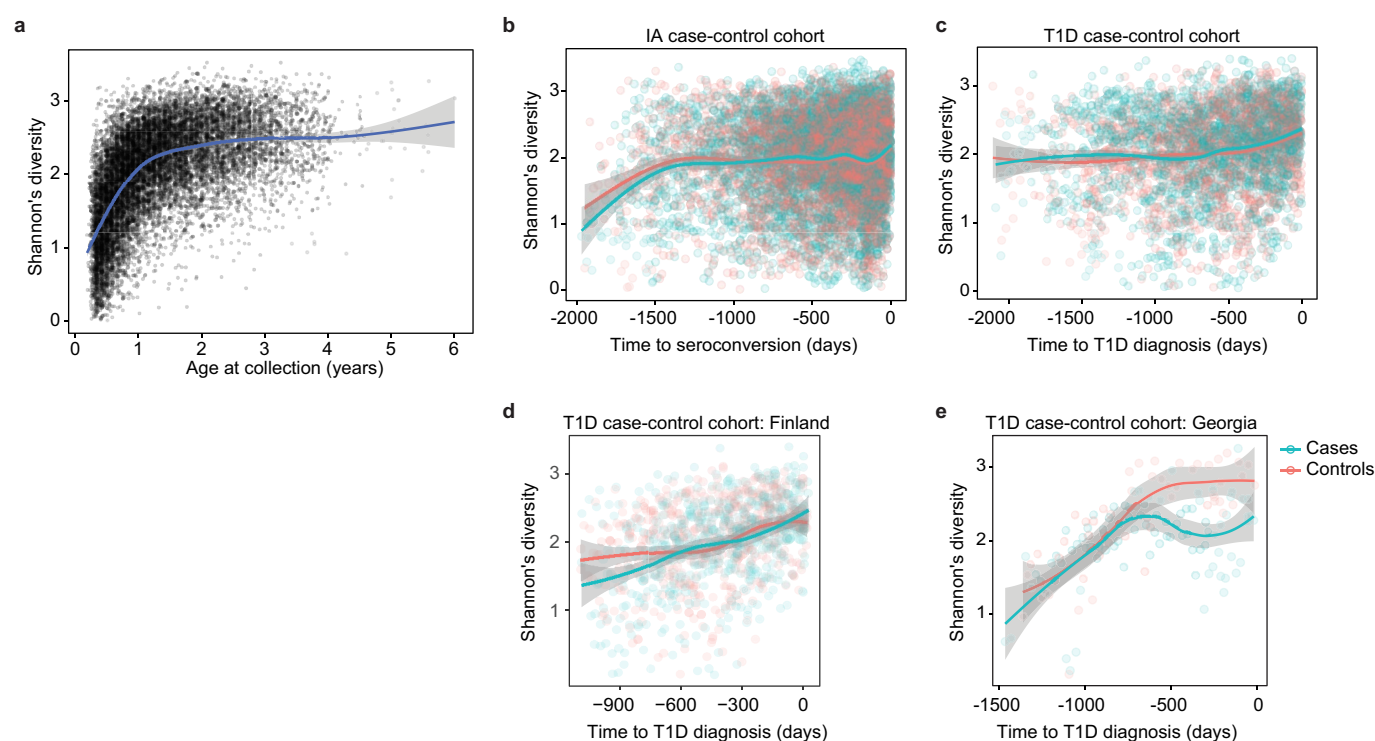 a
Shannon's diversity
3
2
1
0
0 1 2 3 4 5 6
Age at collection (years)
b
IA case-control cohort
Shannon's diversity
3
2
1
0
-2000 -1500 -1000 -500 0
Time to seroconversion (days)
c
T1D case-control cohort
Shannon's diversity
3
2
1
0
-2000 -1500 -1000 -500 0
Time to T1D diagnosis (days)
d
T1D case-control cohort: Finland
Shannon's diversity
3
2
1
−900 −600 −300 0
Time to T1D diagnosis (days)
e
T1D case-control cohort: Georgia
Shannon's diversity
3
2
1
-1500 -1000 -500 0
Time to T1D diagnosis (days)
Cases
Controls